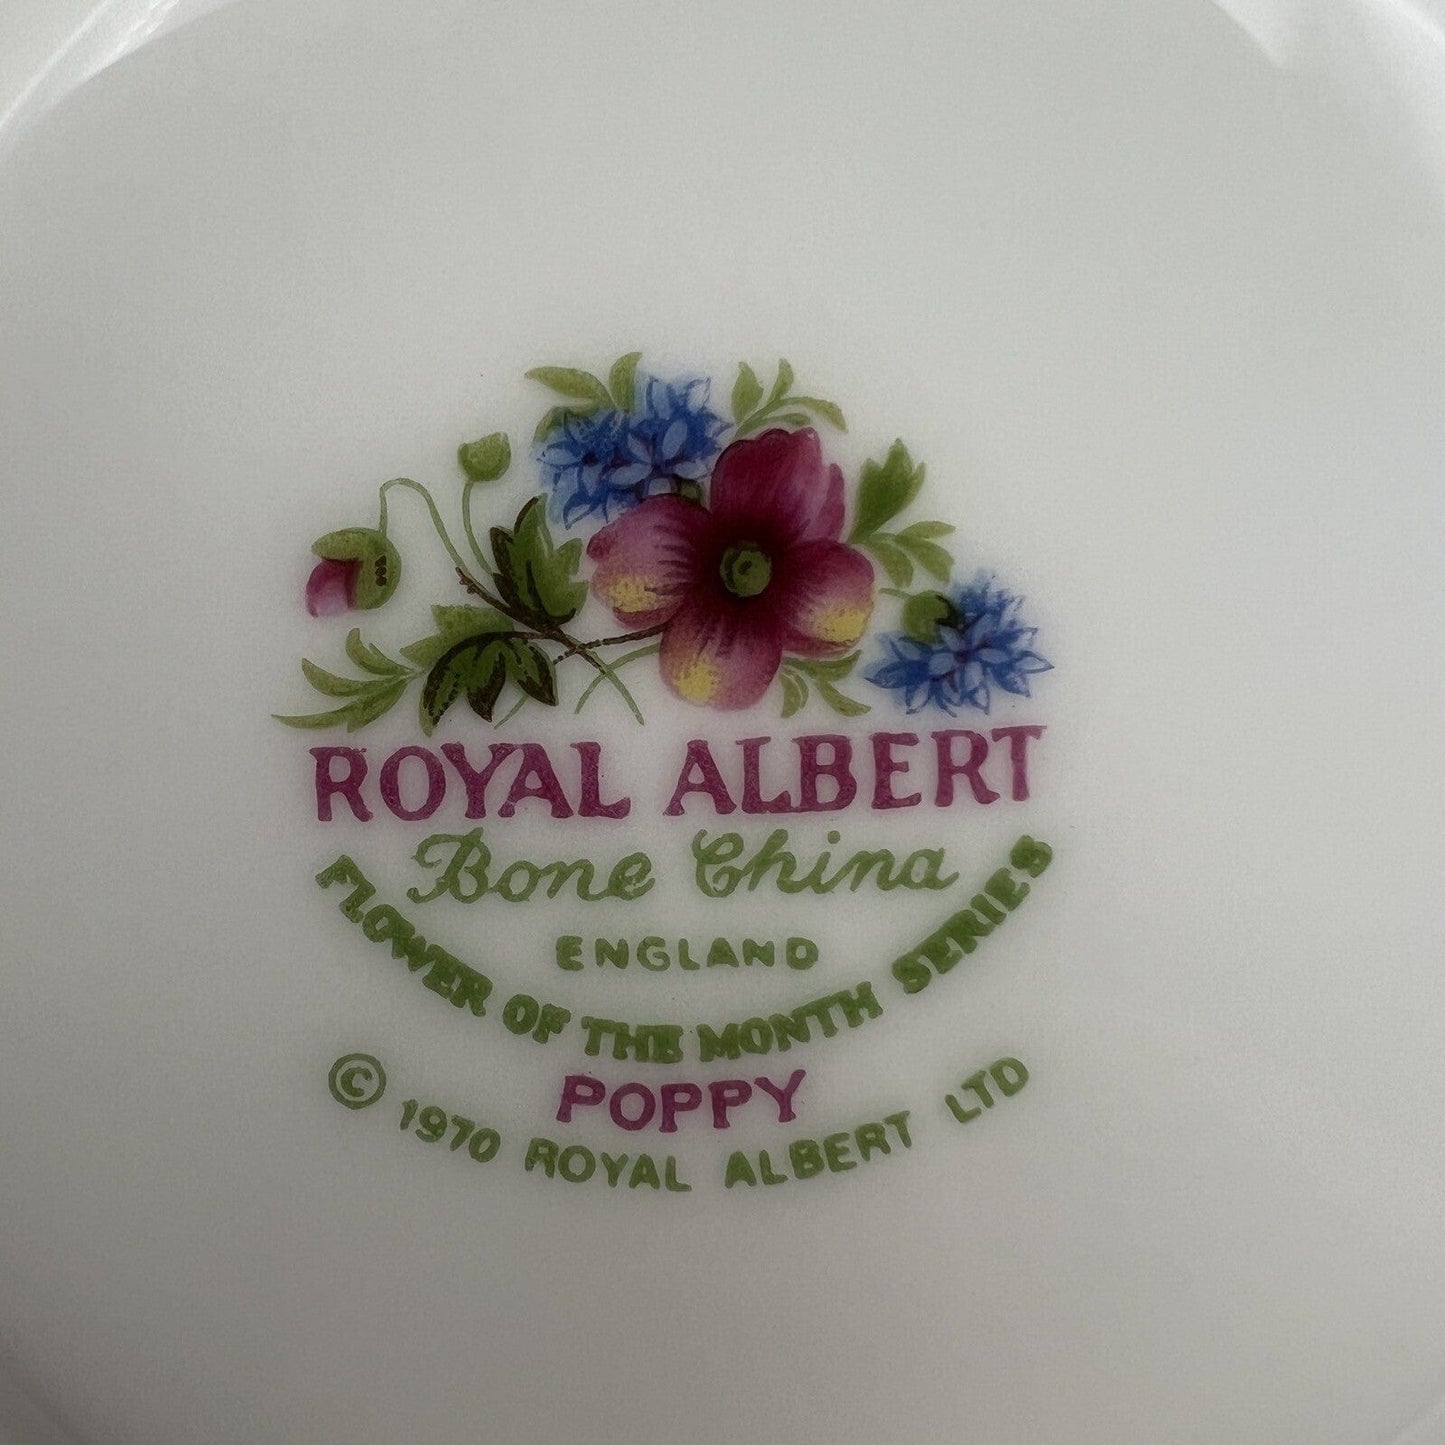 ROYAL ALBERT
Bone China
ENGLAND
FLOWER OF THE MONTH SERIES
POPPY
© 1970 ROYAL ALBERT LTD